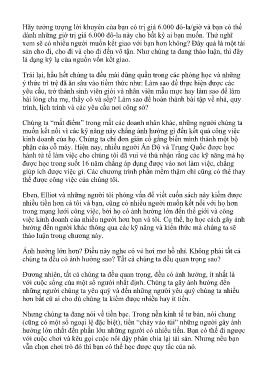 Hãy tưởng tượng lời khuyên của bạn có trị giá 6.000 đô-la/giờ và bạn có thể
dành những giờ trị giá 6.000 đô-la này cho bất kỳ ai bạn muốn. Thử nghĩ
xem sẽ có nhiều người muốn kết giao với bạn hơn không? Đây quả là một tài
sản cho đi, cho đi và cho đi vô tận. Như chúng ta đang thảo luận, thì đây
là dạng kỹ lạ của nguồn vốn kết giao.
Trái lại, hầu hết chúng ta đều mải đăng quẩn trong các phòng học và những
ý thức trì trệ đã ăn sâu vào tiềm thức như: Làm sao để thực hiện được các
yêu cầu, trở thành sinh viên giỏi và nhân viên mẫu mực hay làm sao để làm
hài lòng cha mẹ, thầy cô và sếp? Làm sao để hoàn thành bài tập về nhà, quy
trình, lịch trình và các yêu cầu nơi công sở?
Chúng ta “mất điểm” trong mắt các doanh nhân khác, những người chúng ta
muốn kết nối vì các kỹ năng này chẳng ảnh hưởng gì đến kết quả công việc
kinh doanh của họ. Chúng ta chỉ đơn giản cố gắng biến mình thành một bộ
phận của cỗ máy. Hiện nay, nhiều người Ấn Độ và Trung Quốc được học
hành tử tế làm việc cho chúng tôi đã vui vẻ thú nhận rằng các kỹ năng mà họ
được học trong suốt 16 năm chẳng áp dụng được vào nơi làm việc, chẳng
giúp ích được việc gì. Các chương trình phần mềm thậm chí cũng có thể thay
thế được công việc của chúng tôi.
Eben, Elliot và những người tôi phỏng vấn để viết cuốn sách này kiếm được
nhiều tiền hơn cả tôi và bạn, cũng có nhiều người muốn kết nối với họ hơn
trong mạng lưới công việc, bởi họ có ảnh hưởng lớn đến thế giới và công
việc kinh doanh của nhiều người hơn bạn và tôi. Cụ thể, họ học cách gây ảnh
hưởng đến người khác thông qua các kỹ năng và kiến thức mà chúng ta sẽ
thảo luận trong chương này.
Ảnh hưởng lớn hơn? Điều này nghe có vẻ hơi mơ hồ nhỉ. Không phải tất cả
chúng ta đều có ảnh hưởng sao? Tất cả chúng ta đều quan trọng sao?
Đương nhiên, tất cả chúng ta đều quan trọng, đều có ảnh hưởng, ít nhất là
với cuộc sống của một số người nhất định. Chúng ta gây ảnh hưởng đến
những người chúng ta yêu quý và đến những người yêu quý chúng ta nhiều
hơn bất cứ ai cho dù chúng ta kiếm được nhiều hay ít tiền.
Nhưng chúng ta đang nói về tiền bạc. Trong nền kinh tế tư bản, nói chung
(cũng có một số ngoại lệ đặc biệt), tiền “chảy vào túi” những người gây ảnh
hưởng lớn nhất đến phần lớn những người có nhiều tiền. Bạn có thể đi ngược
với cuộc chơi và kêu gọi cuộc nổi dậy phân chia lại tài sản. Nhưng nếu bạn
vẫn chọn chơi trò đó thì bạn có thể học được quy tắc của nó.